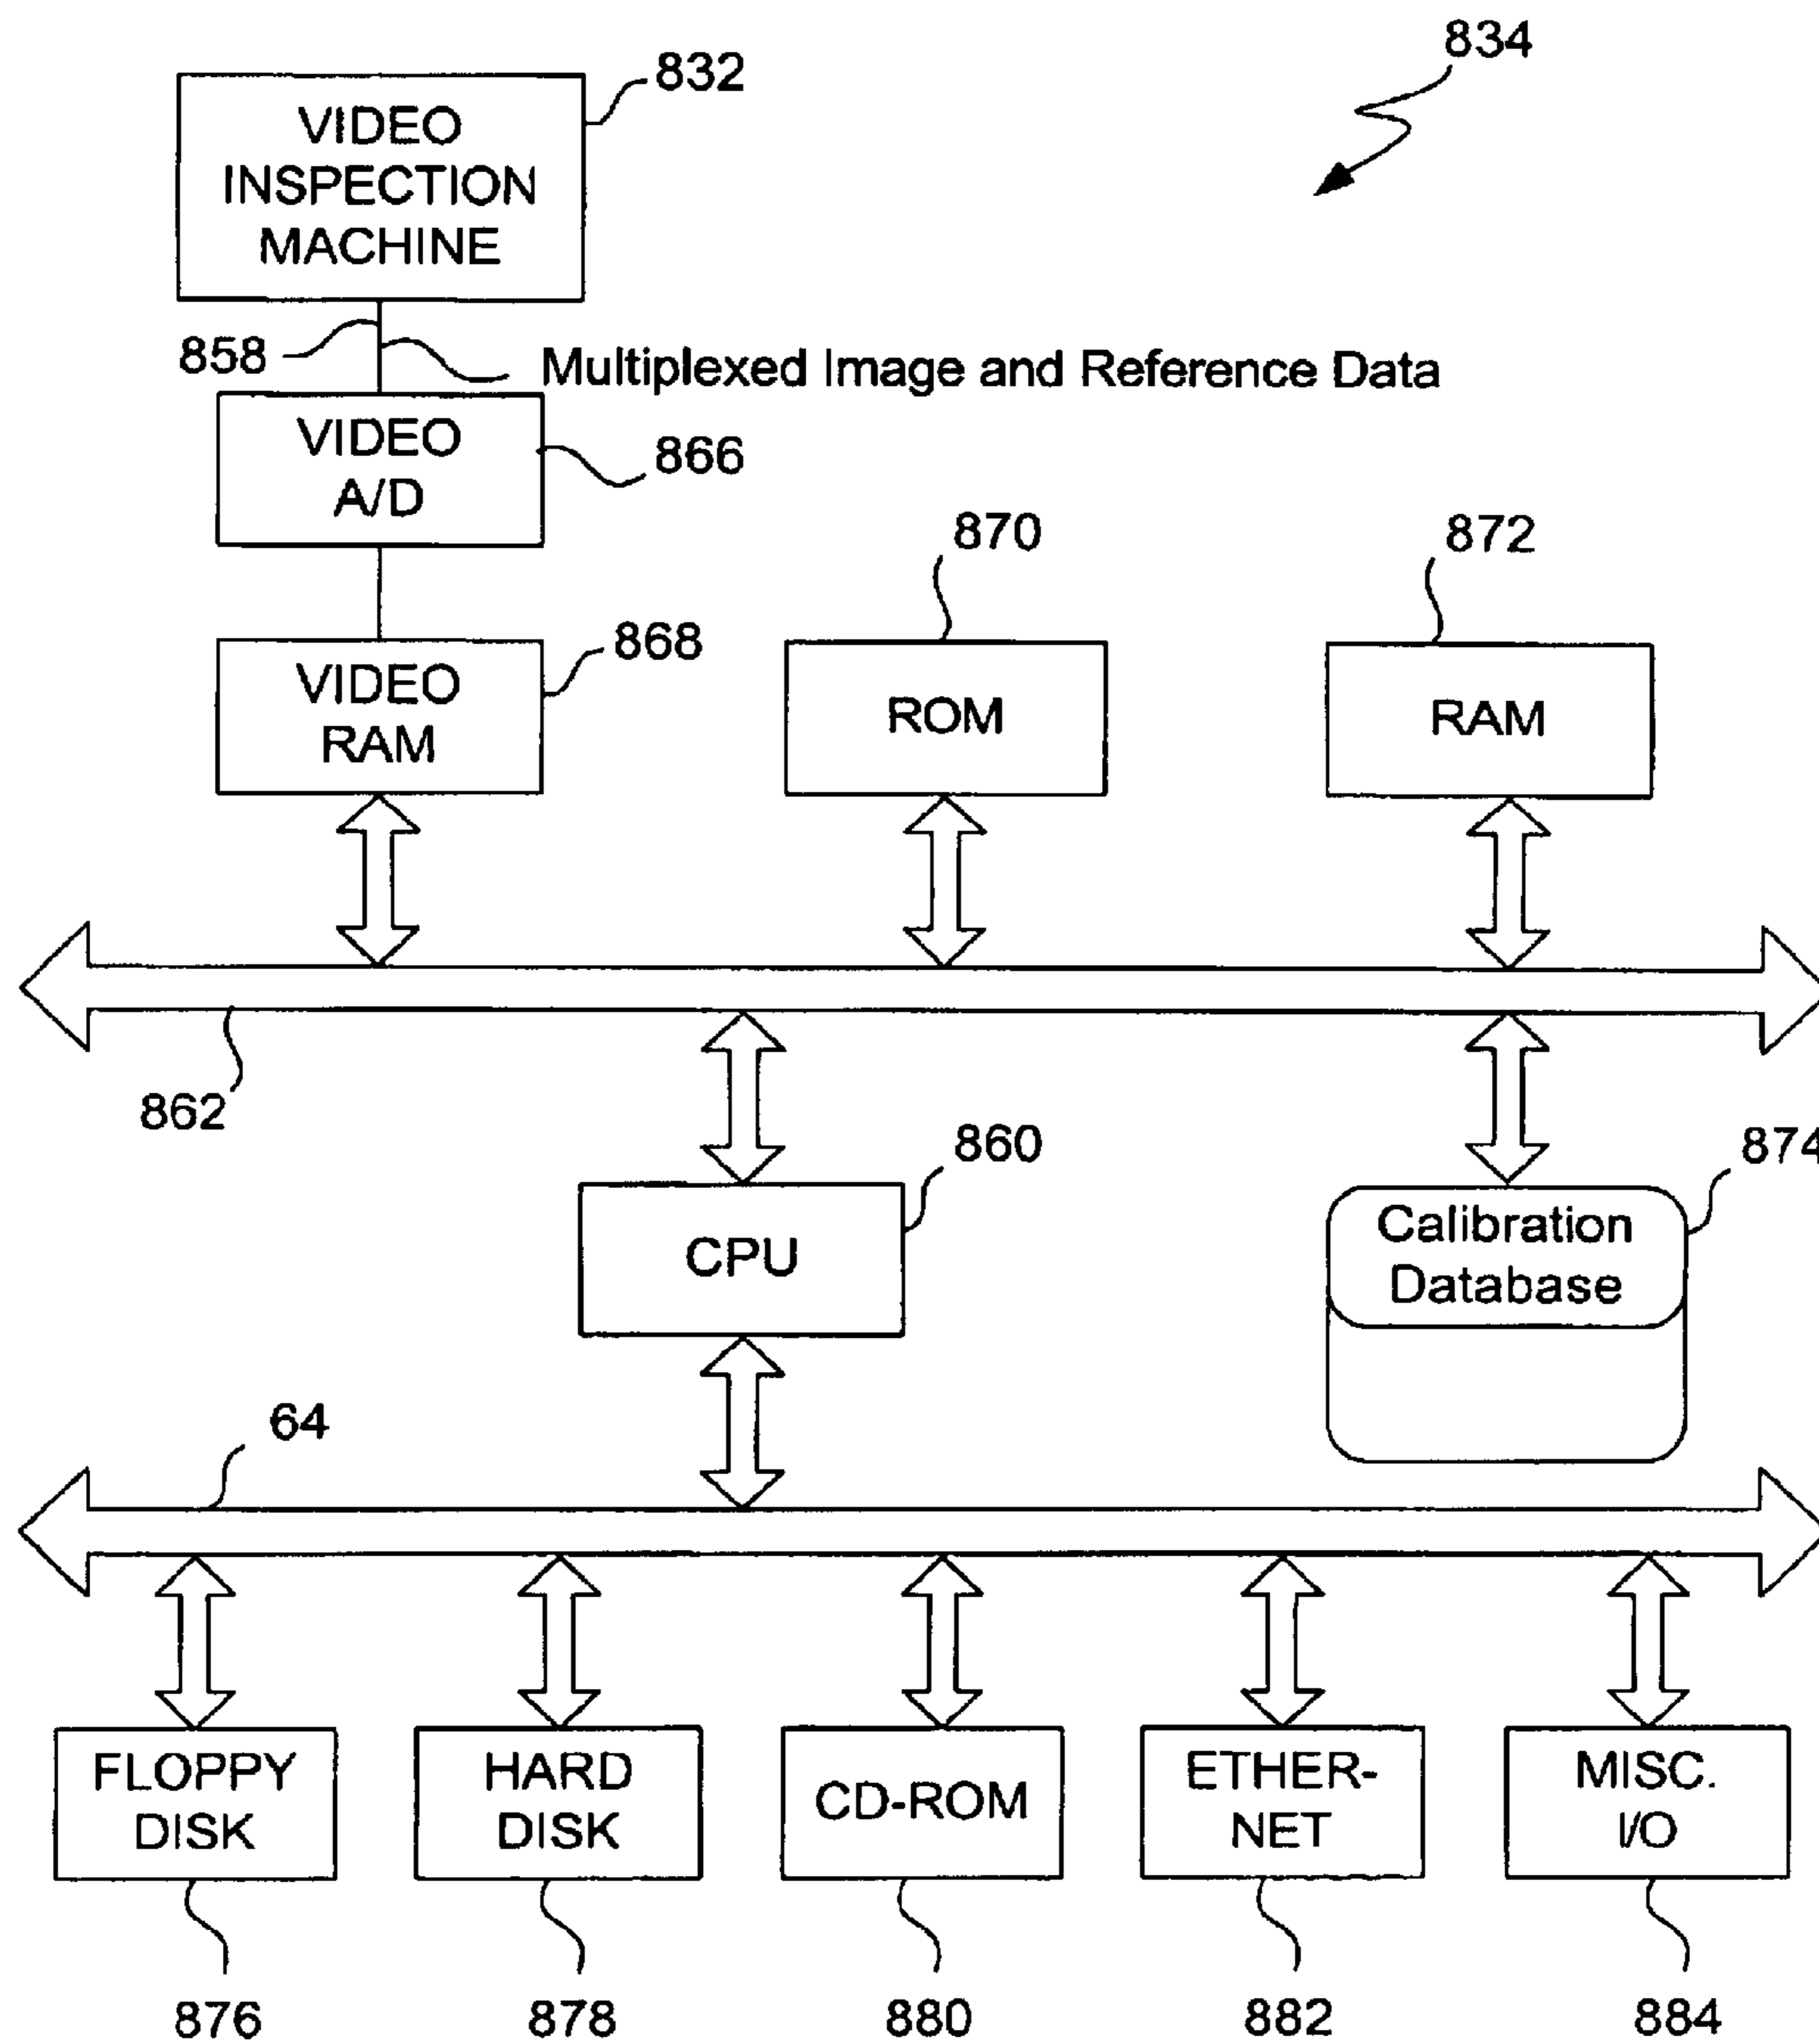 834
832
VIDEO
INSPECTION
MACHINE
858
Multiplexed Image and Reference Data
VIDEO
A/D
866
870
872
868
VIDEO
RAM
ROM
RAM
862
860
874
CPU
Calibration
Database
64
FLOPPY
DISK
HARD
DISK
CD-ROM
ETHER-
NET
MISC.
I/O
876
878
880
882
884